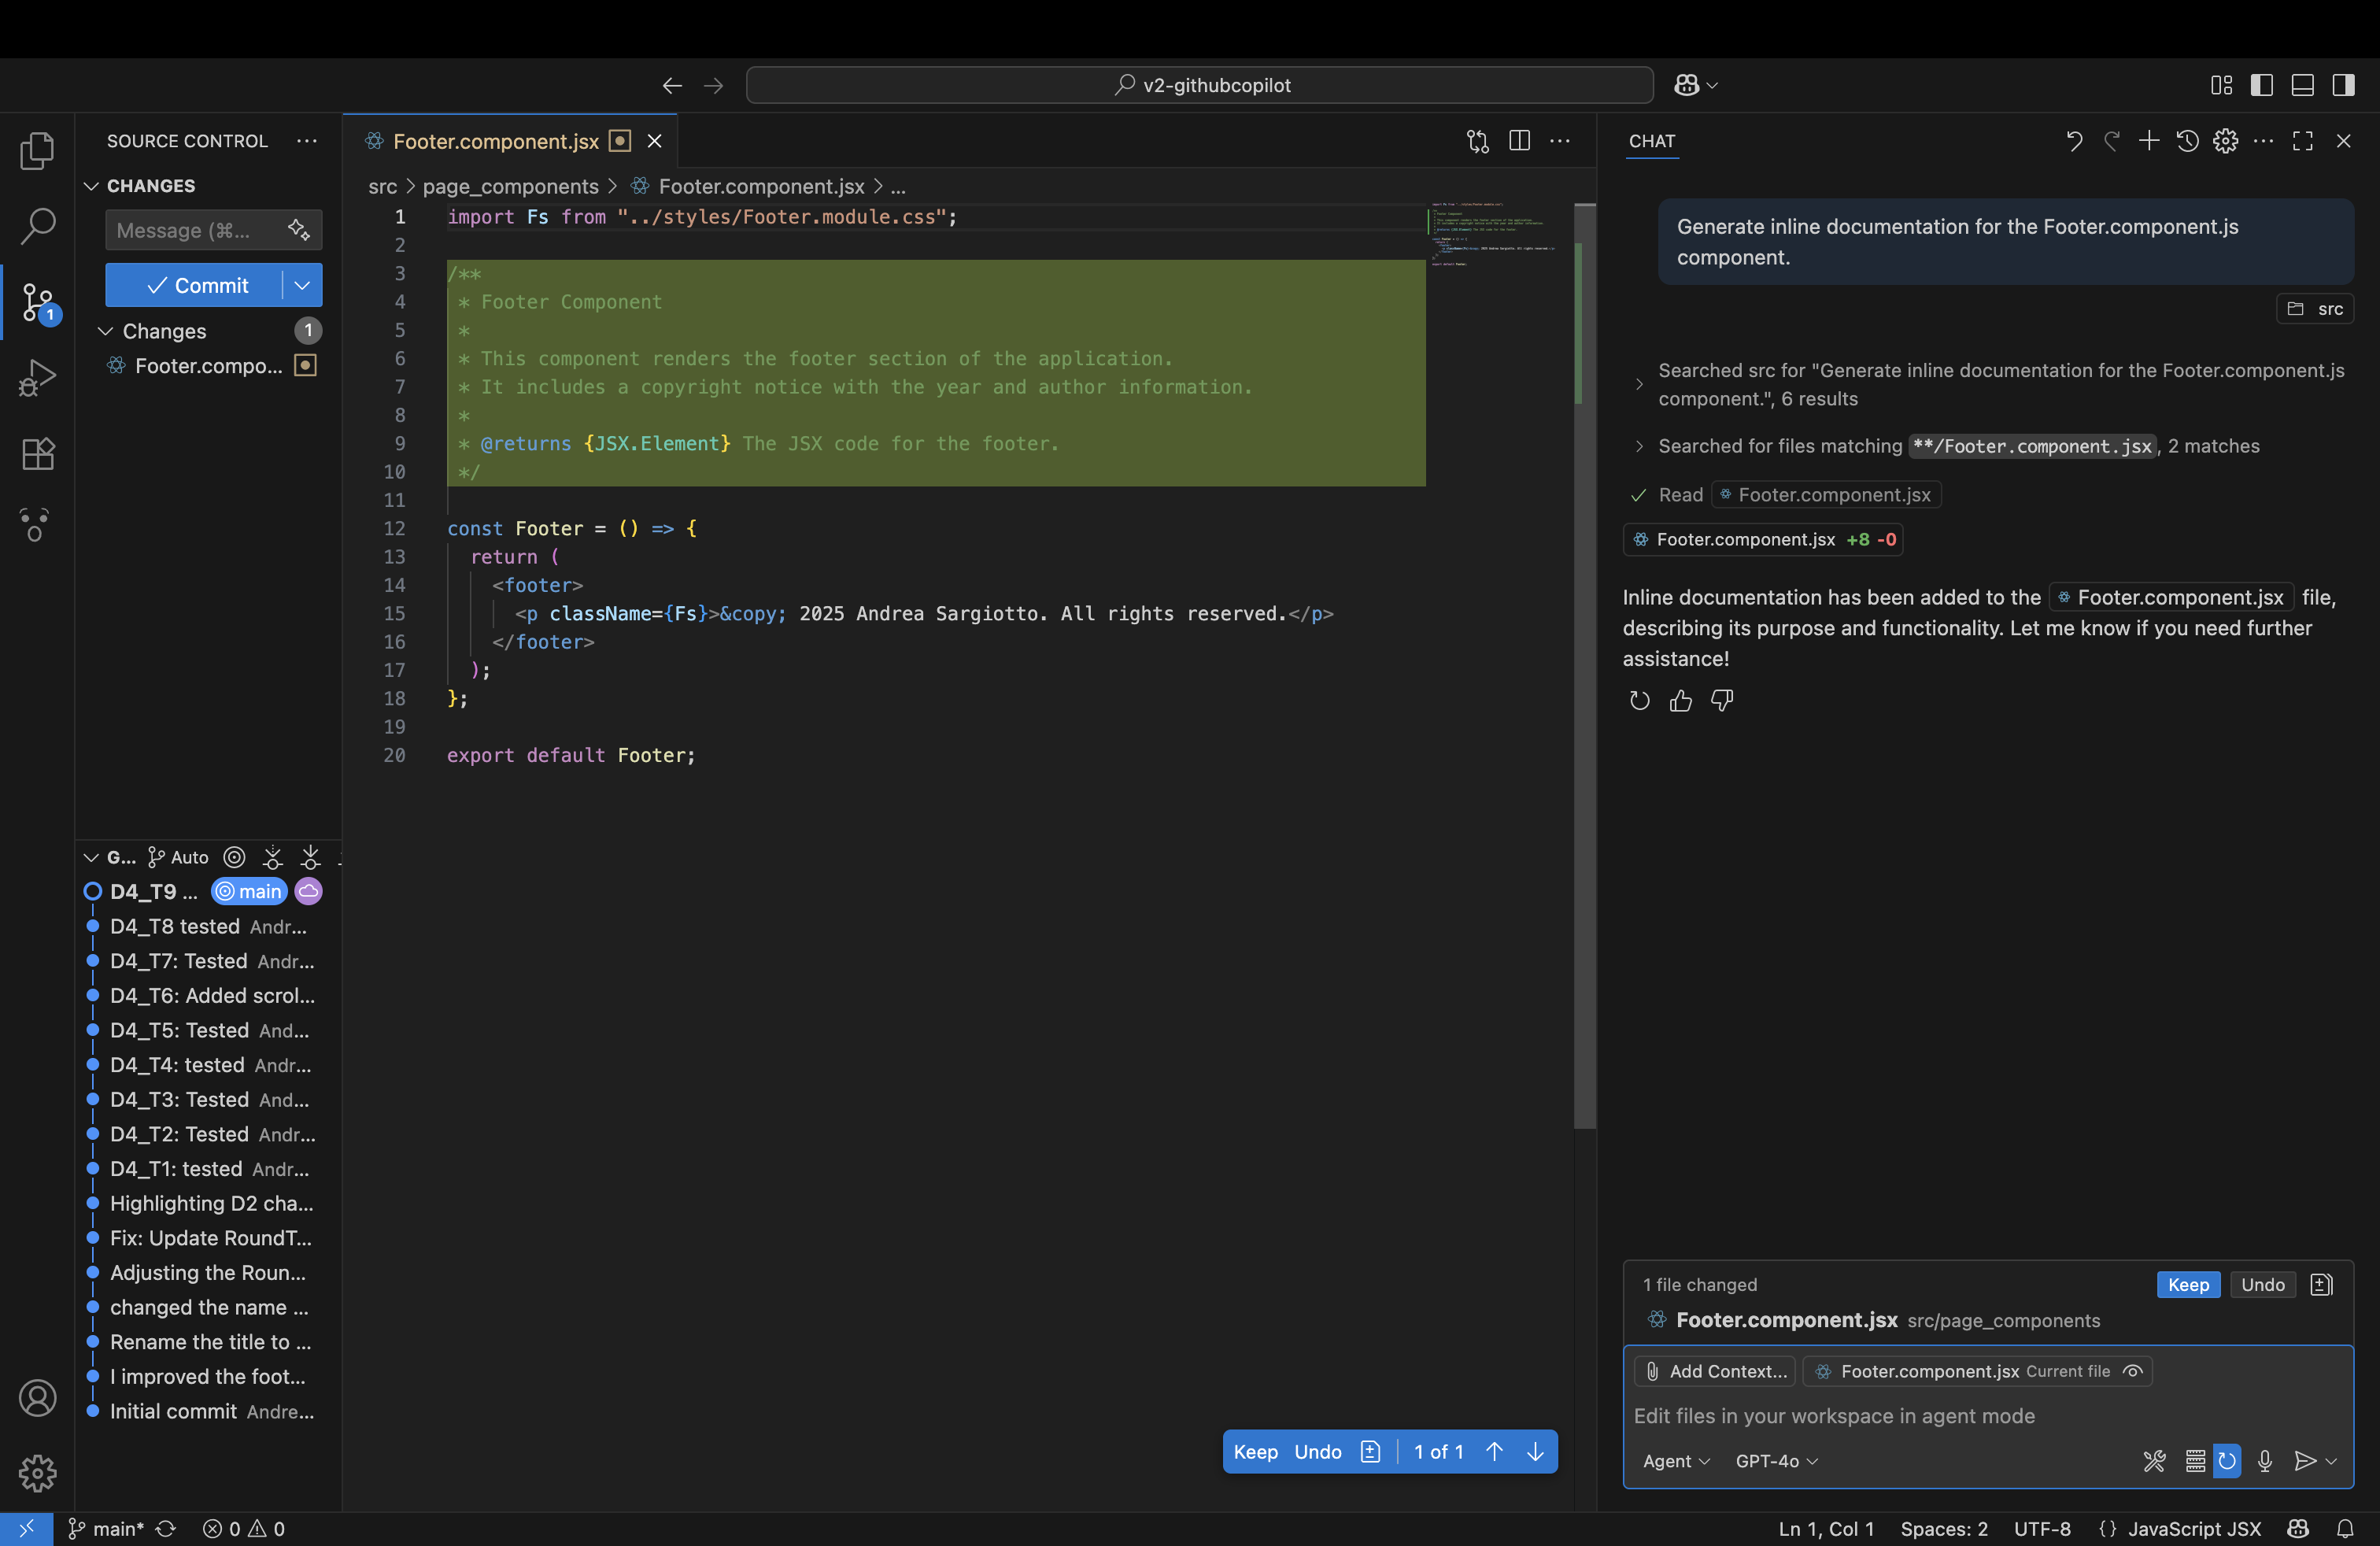 v2-githubcopilot
SOURCE CONTROL
CHANGES
Message (⌘...
Commit
Changes 1
Footer.compo...
1
G... Auto
D4_T9 ... main
D4_T8 tested Andr...
D4_T7: Tested Andr...
D4_T6: Added scrol...
D4_T5: Tested And...
D4_T4: tested Andr...
D4_T3: Tested And...
D4_T2: Tested Andr...
D4_T1: tested Andr...
Highlighting D2 cha...
Fix: Update RoundT...
Adjusting the Roun...
changed the name ...
Rename the title to ...
I improved the foot...
Initial commit Andre...
Footer.component.jsx
src > page_components > Footer.component.jsx > ...
1 import Fs from "../styles/Footer.module.css";
2
3 /**
4 * Footer Component
5 *
6 * This component renders the footer section of the application.
7 * It includes a copyright notice with the year and author information.
8 *
9 * @returns {JSX.Element} The JSX code for the footer.
10 */
11
12 const Footer = () => {
13 return (
14 <footer>
15 <p className={Fs}>&copy; 2025 Andrea Sargiotto. All rights reserved.</p>
16 </footer>
17 );
18 };
19
20 export default Footer;
Keep Undo 1 of 1
CHAT
Generate inline documentation for the Footer.component.js
component.
src
Searched src for "Generate inline documentation for the Footer.component.js
component.", 6 results
Searched for files matching **/Footer.component.jsx, 2 matches
Read Footer.component.jsx
Footer.component.jsx +8 -0
Inline documentation has been added to the Footer.component.jsx file,
describing its purpose and functionality. Let me know if you need further
assistance!
1 file changed Keep Undo
Footer.component.jsx src/page_components
Add Context... Footer.component.jsx Current file
Edit files in your workspace in agent mode
Agent GPT-4o
main* 0 0 Ln 1, Col 1 Spaces: 2 UTF-8 {} JavaScript JSX